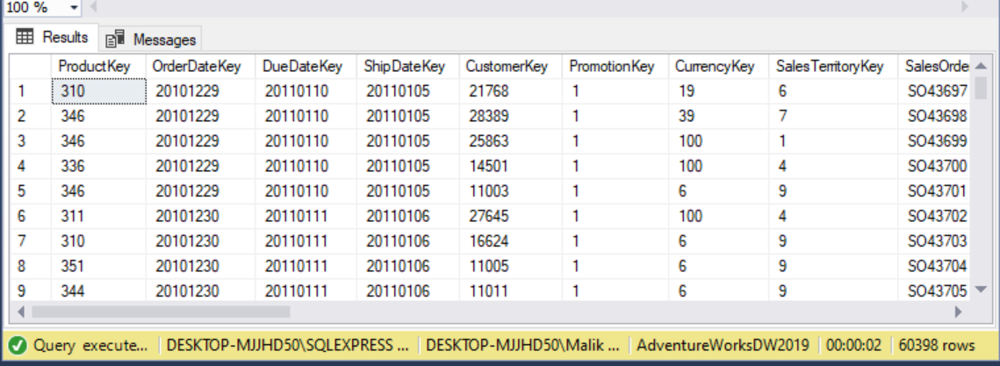 100 %
Results Messages
ProductKey OrderDateKey DueDateKey ShipDateKey CustomerKey PromotionKey CurrencyKey SalesTerritoryKey SalesOrde
1 310 20101229 20110110 20110105 21768 1 19 6 SO43697
2 346 20101229 20110110 20110105 28389 1 39 7 SO43698
3 346 20101229 20110110 20110105 25863 1 100 1 SO43699
4 336 20101229 20110110 20110105 14501 1 100 4 SO43700
5 346 20101229 20110110 20110105 11003 1 6 9 SO43701
6 311 20101230 20110111 20110106 27645 1 100 4 SO43702
7 310 20101230 20110111 20110106 16624 1 6 9 SO43703
8 351 20101230 20110111 20110106 11005 1 6 9 SO43704
9 344 20101230 20110111 20110106 11011 1 6 9 SO43705
Query execute... DESKTOP-MJJHD50\SQLEXPRESS ... DESKTOP-MJJHD50\Malik ... AdventureWorksDW2019 00:00:02 60398 rows